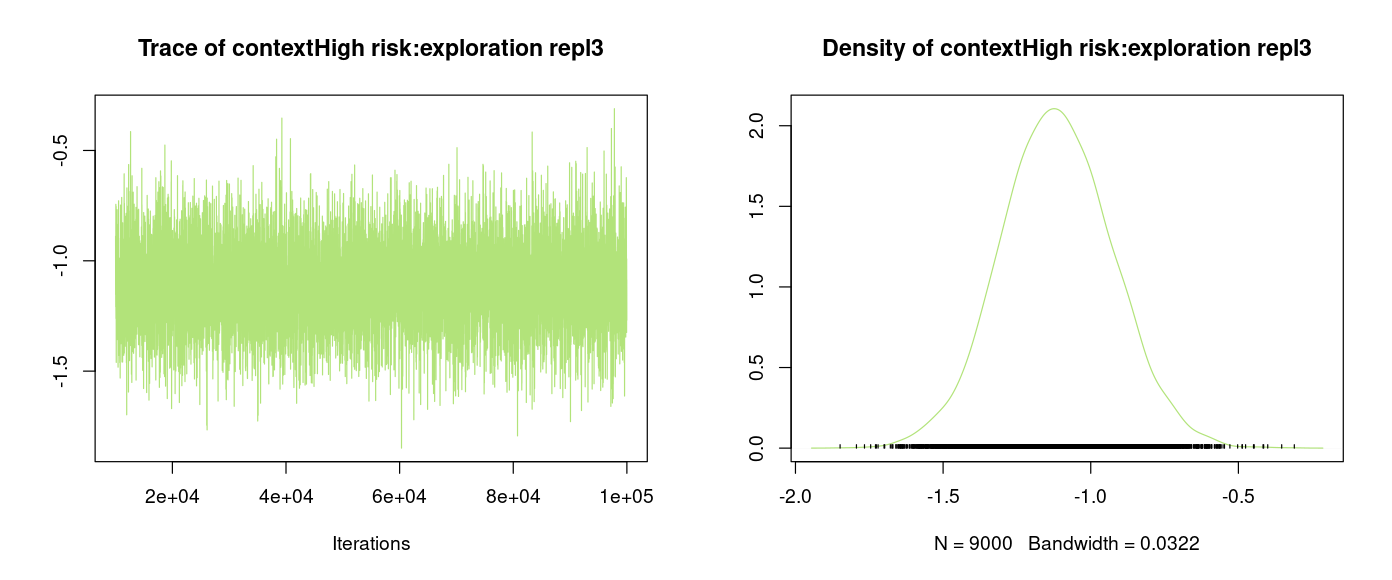 Trace of contextHigh risk:exploration repl3
-0.5
-1.0
-1.5
2e+04 4e+04 6e+04 8e+04 1e+05
Iterations
Density of contextHigh risk:exploration repl3
2.0
1.5
1.0
0.5
0.0
-2.0 -1.5 -1.0 -0.5
N = 9000 Bandwidth = 0.0322